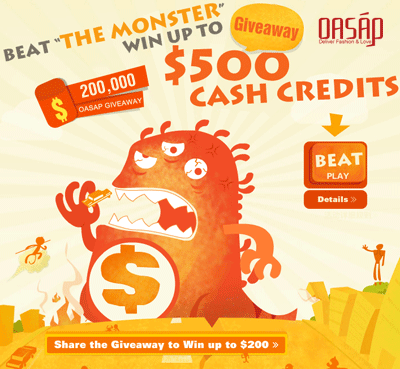 BEAT "THE MONSTER"
WIN UP TO
Giveaway
OASÁP
Deliver Fashion & Love
$500
CASH CREDITS
200,000
$
OASAP GIVEAWAY
BEAT
PLAY
Details »
$
Share the Giveaway to Win up to $200 »